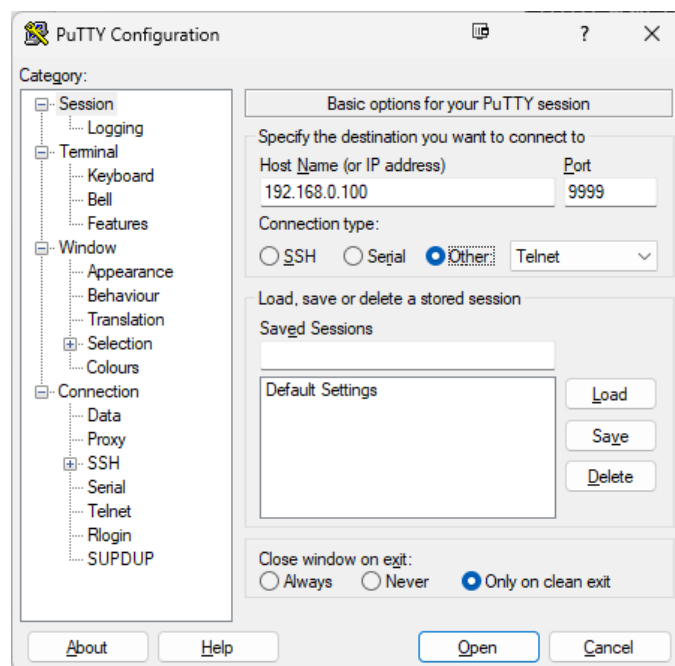 PuTTY Configuration
?
Category:
Session
Logging
Terminal
Keyboard
Bell
Features
Window
Appearance
Behaviour
Translation
Selection
Colours
Connection
Data
Proxy
SSH
Serial
Telnet
Rlogin
SUPDUP
Basic options for your PuTTY session
Specify the destination you want to connect to
Host Name (or IP address) Port
192.168.0.100 9999
Connection type:
SSH Serial Other: Telnet
Load, save or delete a stored session
Saved Sessions
Default Settings
Load
Save
Delete
Close window on exit:
Always Never Only on clean exit
About Help Open Cancel